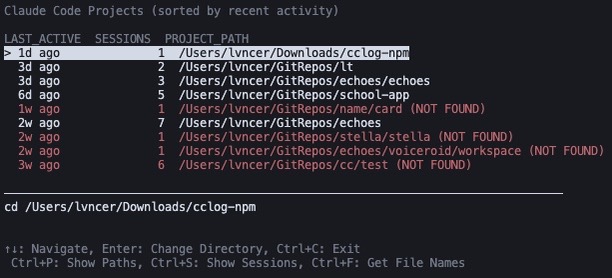 Claude Code Projects (sorted by recent activity)
LAST_ACTIVE SESSIONS PROJECT_PATH
> 1d ago 1 /Users/lvncer/Downloads/cclog-npm
3d ago 2 /Users/lvncer/GitRepos/lt
3d ago 3 /Users/lvncer/GitRepos/echoes/echoes
6d ago 5 /Users/lvncer/GitRepos/school-app
1w ago 1 /Users/lvncer/GitRepos/name/card (NOT FOUND)
2w ago 7 /Users/lvncer/GitRepos/echoes
2w ago 1 /Users/lvncer/GitRepos/stella/stella (NOT FOUND)
2w ago 1 /Users/lvncer/GitRepos/echoes/voiceroid/workspace (NOT FOUND)
3w ago 6 /Users/lvncer/GitRepos/cc/test (NOT FOUND)
cd /Users/lvncer/Downloads/cclog-npm
↑↓: Navigate, Enter: Change Directory, Ctrl+C: Exit
Ctrl+P: Show Paths, Ctrl+S: Show Sessions, Ctrl+F: Get File Names